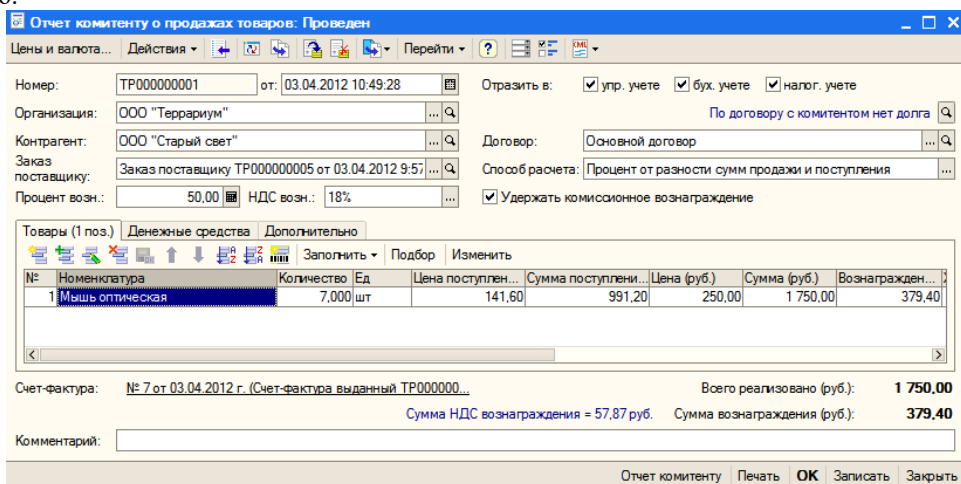 Отчет комитенту о продажах товаров: Проведен
Цены и валюта... Действия Перейти
Номер: ТР000000001 от: 03.04.2012 10:49:28 Отразить в: упр. учете бух. учете налог. учете
Организация: ООО "Террариум" ... По договору с комитентом нет долга
Контрагент: ООО "Старый свет" ... Договор: Основной договор ...
Заказ
поставщику: Заказ поставщику ТР000000005 от 03.04.2012 9:57 ... Способ расчета: Процент от разности сумм продажи и поступления ...
Процент возн.: 50,00 НДС возн.: 18% ... Удержать комиссионное вознаграждение
Товары (1 поз.) Денежные средства Дополнительно
Заполнить Подбор Изменить
№ Номенклатура Количество Ед Цена поступлен... Сумма поступлени... Цена (руб.) Сумма (руб.) Вознагражден...
1 Мышь оптическая 7,000 шт 141,60 991,20 250,00 1 750,00 379,40
Счет-фактура: № 7 от 03.04.2012 г. (Счет-фактура выданный ТР000000... Всего реализовано (руб.): 1 750,00
Сумма НДС вознаграждения = 57,87 руб. Сумма вознаграждения (руб.): 379,40
Комментарий:
Отчет комитенту Печать ОК Записать Закрыть